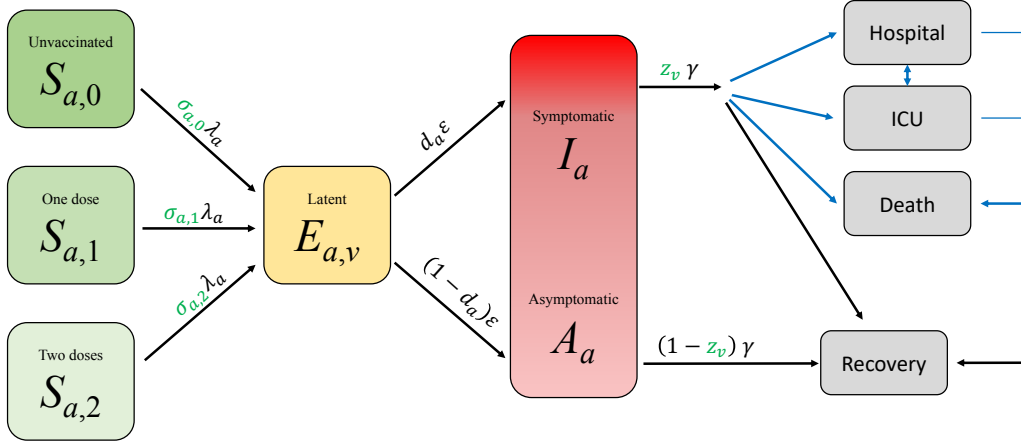 Unvaccinated
S_{a,0}
One dose
S_{a,1}
Two doses
S_{a,2}
σ_{a,0}λ_a
σ_{a,1}λ_a
σ_{a,2}λ_a
Latent
E_{a,v}
d_aε
(1 − d_a)ε
Symptomatic
I_a
Asymptomatic
A_a
z_v γ
(1 − z_v) γ
Hospital
ICU
Death
Recovery